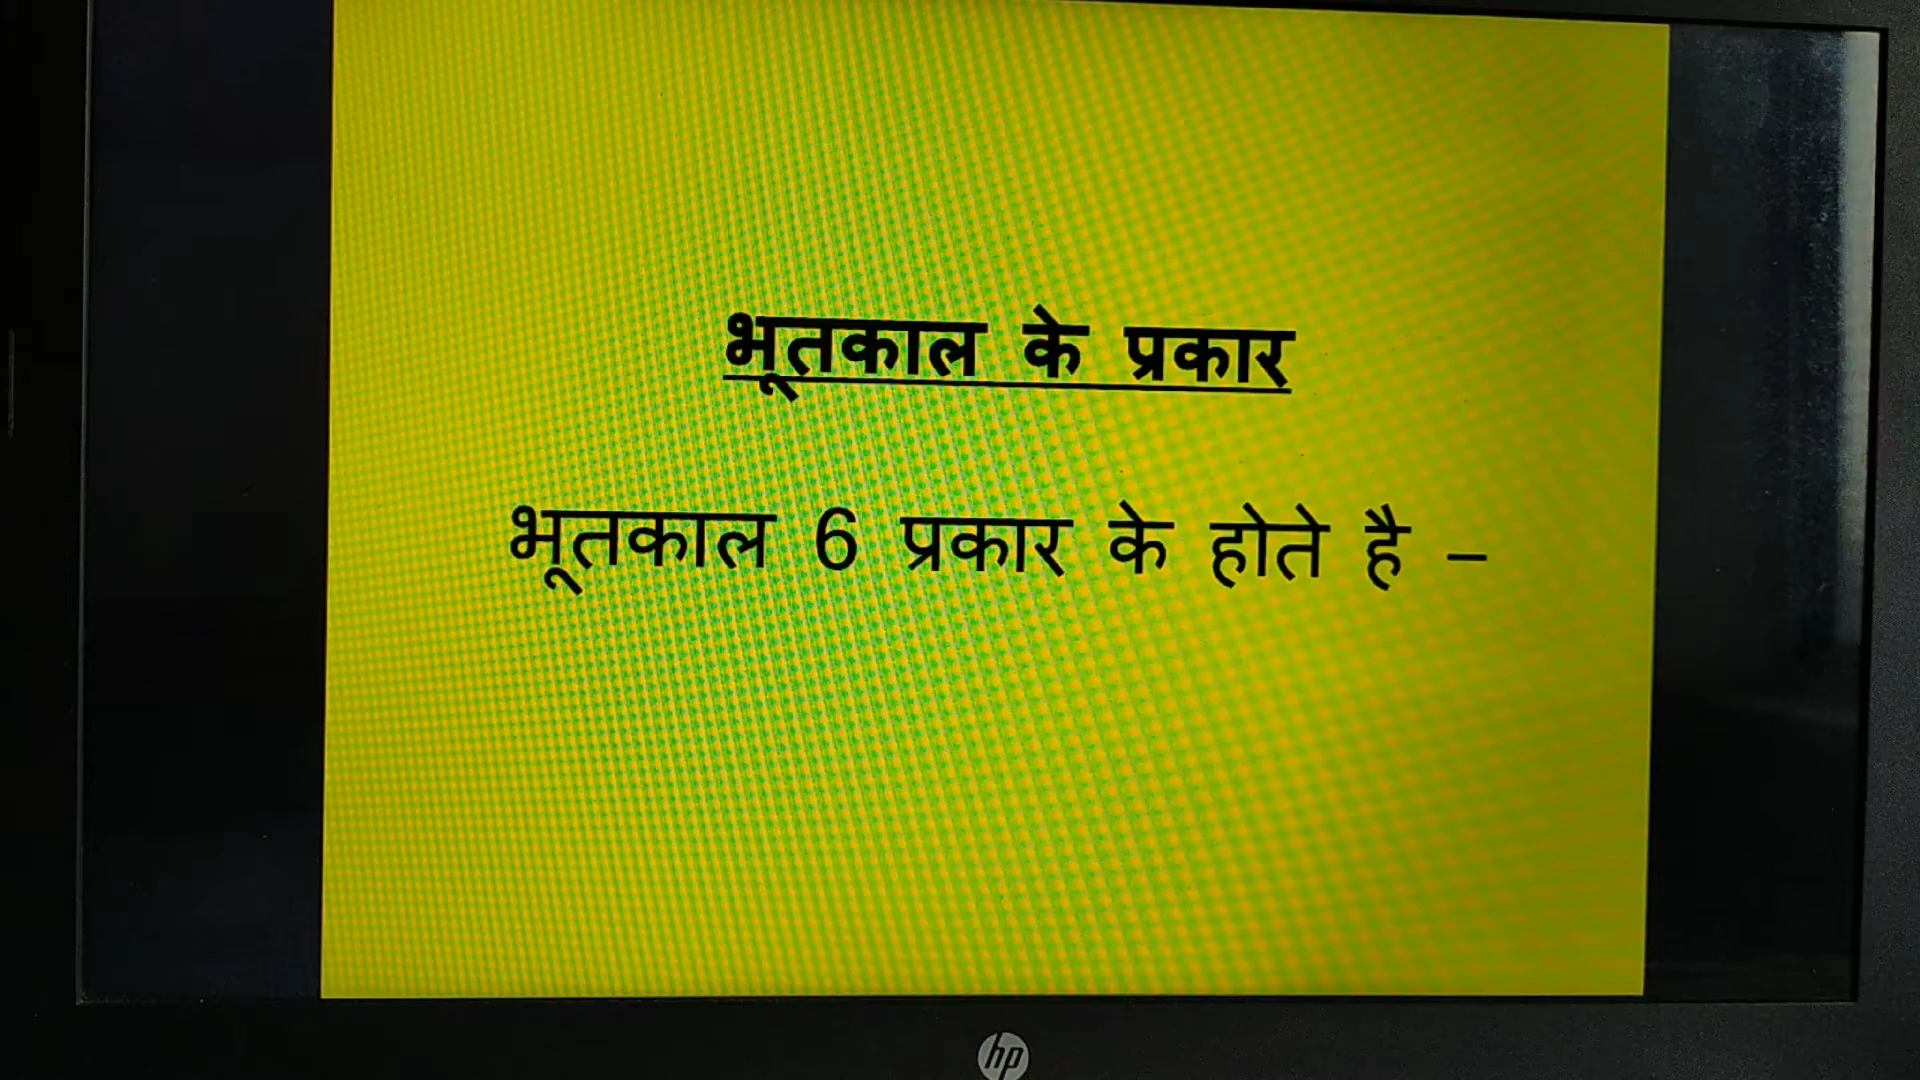 भूतकाल के प्रकार
भूतकाल 6 प्रकार के होते है –
hp